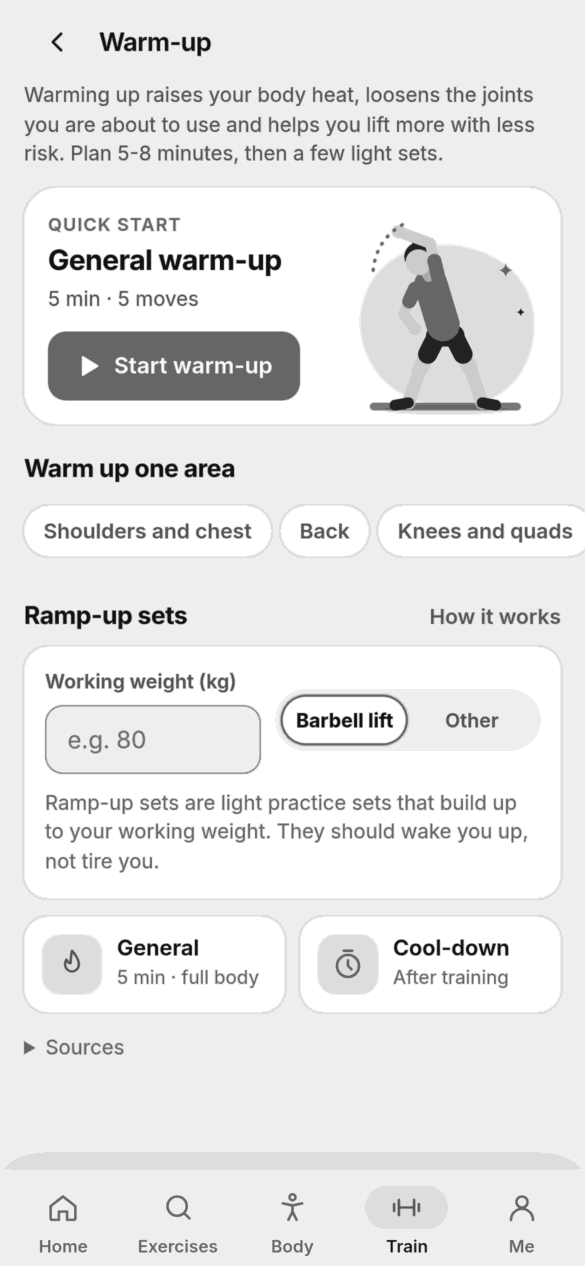 Warm-up
Warming up raises your body heat, loosens the joints
you are about to use and helps you lift more with less
risk. Plan 5-8 minutes, then a few light sets.
QUICK START
General warm-up
5 min · 5 moves
Start warm-up
Warm up one area
Shoulders and chest
Back
Knees and quads
Ramp-up sets
How it works
Working weight (kg)
e.g. 80
Barbell lift
Other
Ramp-up sets are light practice sets that build up
to your working weight. They should wake you up,
not tire you.
General
5 min · full body
Cool-down
After training
Sources
Home
Exercises
Body
Train
Me